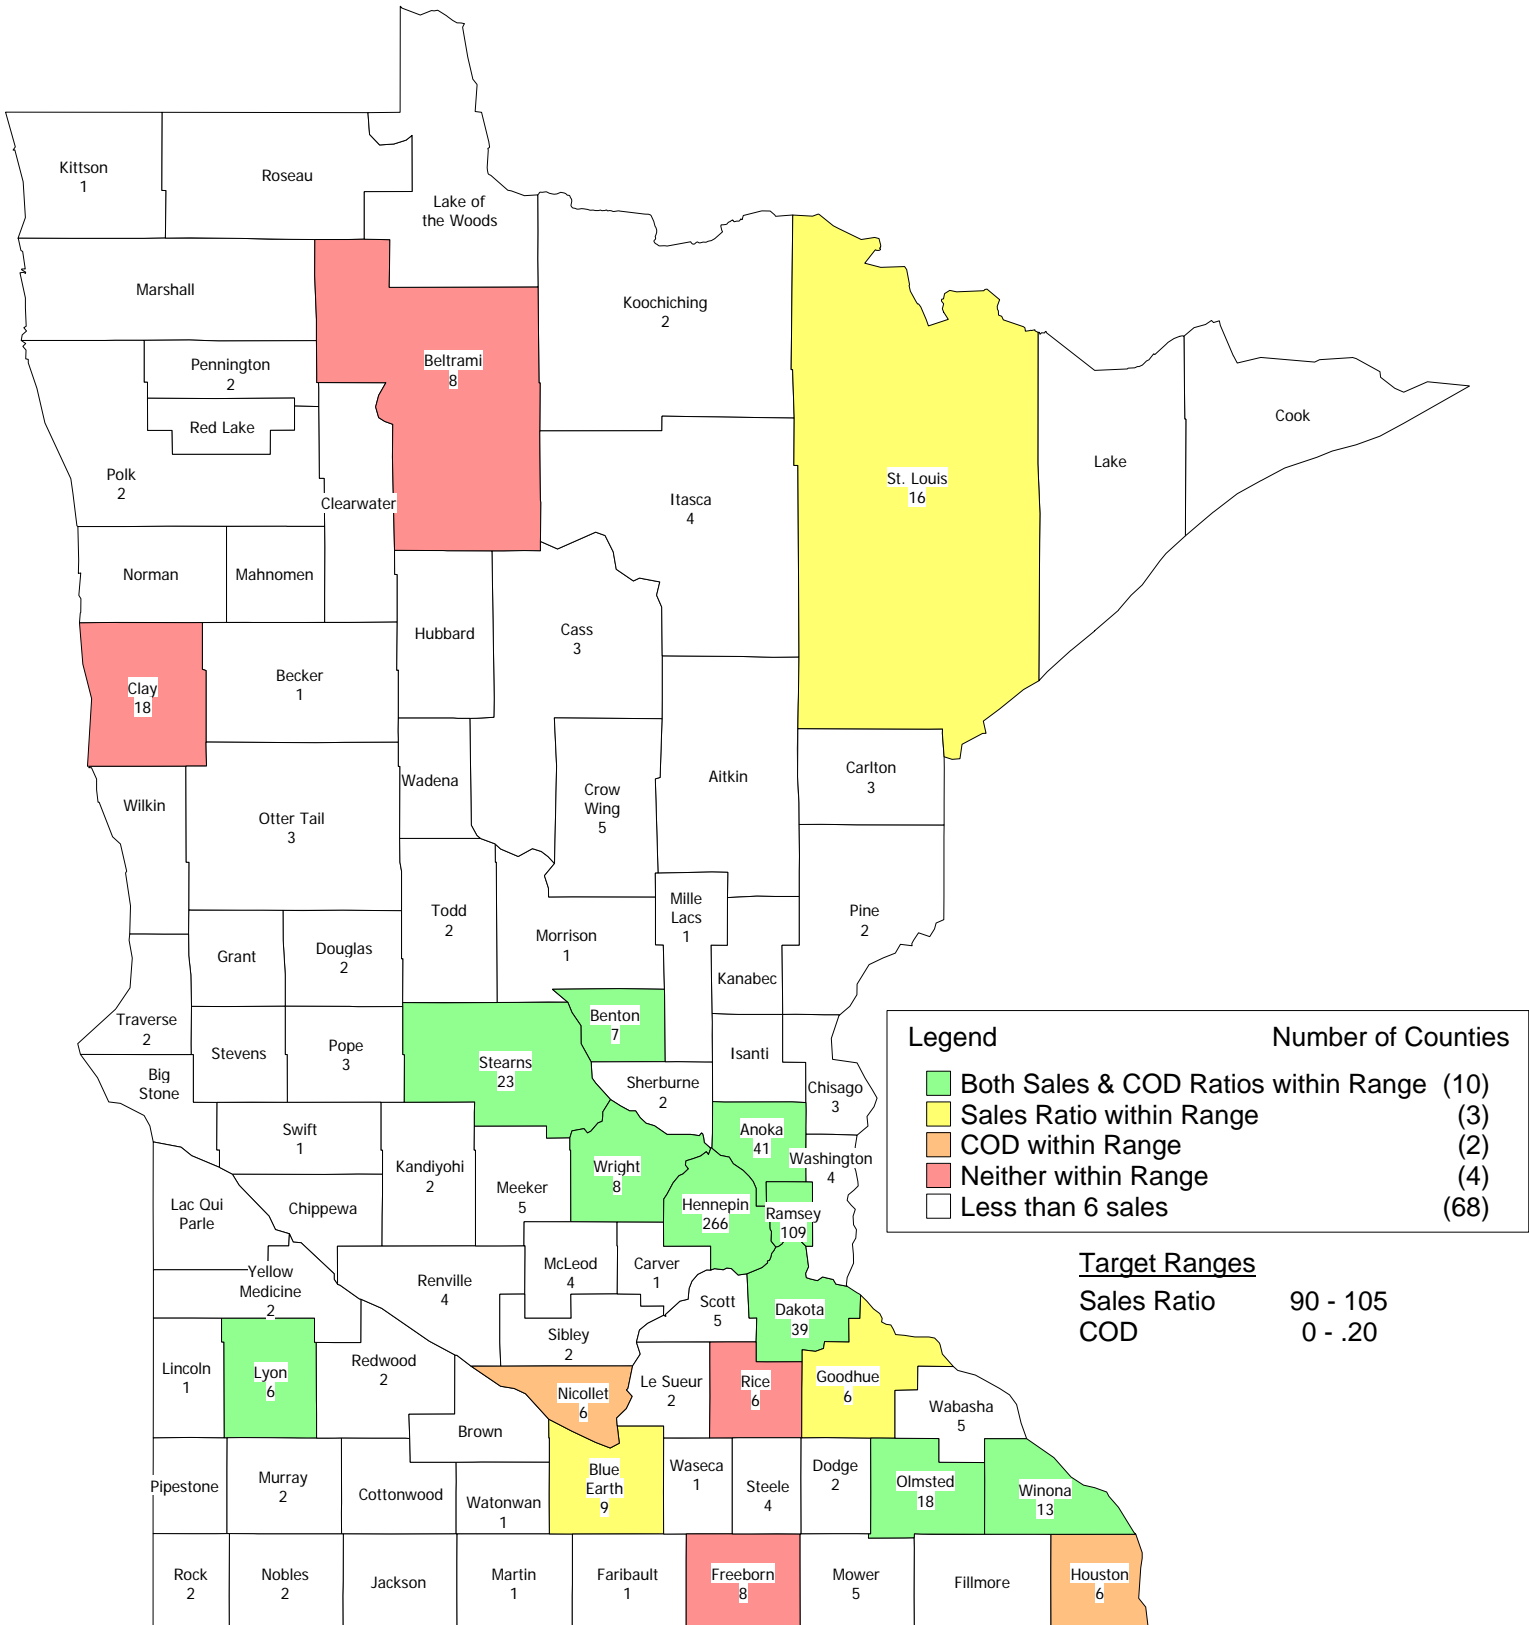 Kittson
1
Roseau
Lake of
the Woods
Marshall
Koochiching
2
Pennington
2
Beltrami
8
Red Lake
Cook
Polk
2
Lake
St. Louis
16
Itasca
4
Clearwater
Norman
Mahnomen
Hubbard
Cass
3
Becker
1
Clay
18
Wadena
Aitkin
Carlton
3
Crow
Wing
5
Wilkin
Otter Tail
3
Mille
Lacs
1
Todd
2
Pine
2
Morrison
1
Grant
Douglas
2
Kanabec
Benton
7
Traverse
2
Stevens
Pope
3
Isanti
Stearns
23
Big
Stone
Sherburne
2
Chisago
3
Swift
1
Anoka
41
Washington
4
Kandiyohi
2
Wright
8
Meeker
5
Lac Qui
Parle
Chippewa
Hennepin
266
Ramsey
109
Legend
Number of Counties
Both Sales & COD Ratios within Range (10)
Sales Ratio within Range (3)
COD within Range (2)
Neither within Range (4)
Less than 6 sales (68)
Target Ranges
Sales Ratio 90 - 105
COD 0 - .20
Yellow
Medicine
2
Renville
4
McLeod
4
Carver
1
Scott
5
Dakota
39
Sibley
2
Lincoln
1
Lyon
6
Redwood
2
Nicollet
6
Le Sueur
2
Rice
6
Goodhue
6
Wabasha
5
Brown
Pipestone
Murray
2
Cottonwood
Watonwan
1
Blue
Earth
9
Waseca
1
Steele
4
Dodge
2
Olmsted
18
Winona
13
Rock
2
Nobles
2
Jackson
Martin
1
Faribault
1
Freeborn
8
Mower
5
Fillmore
Houston
6